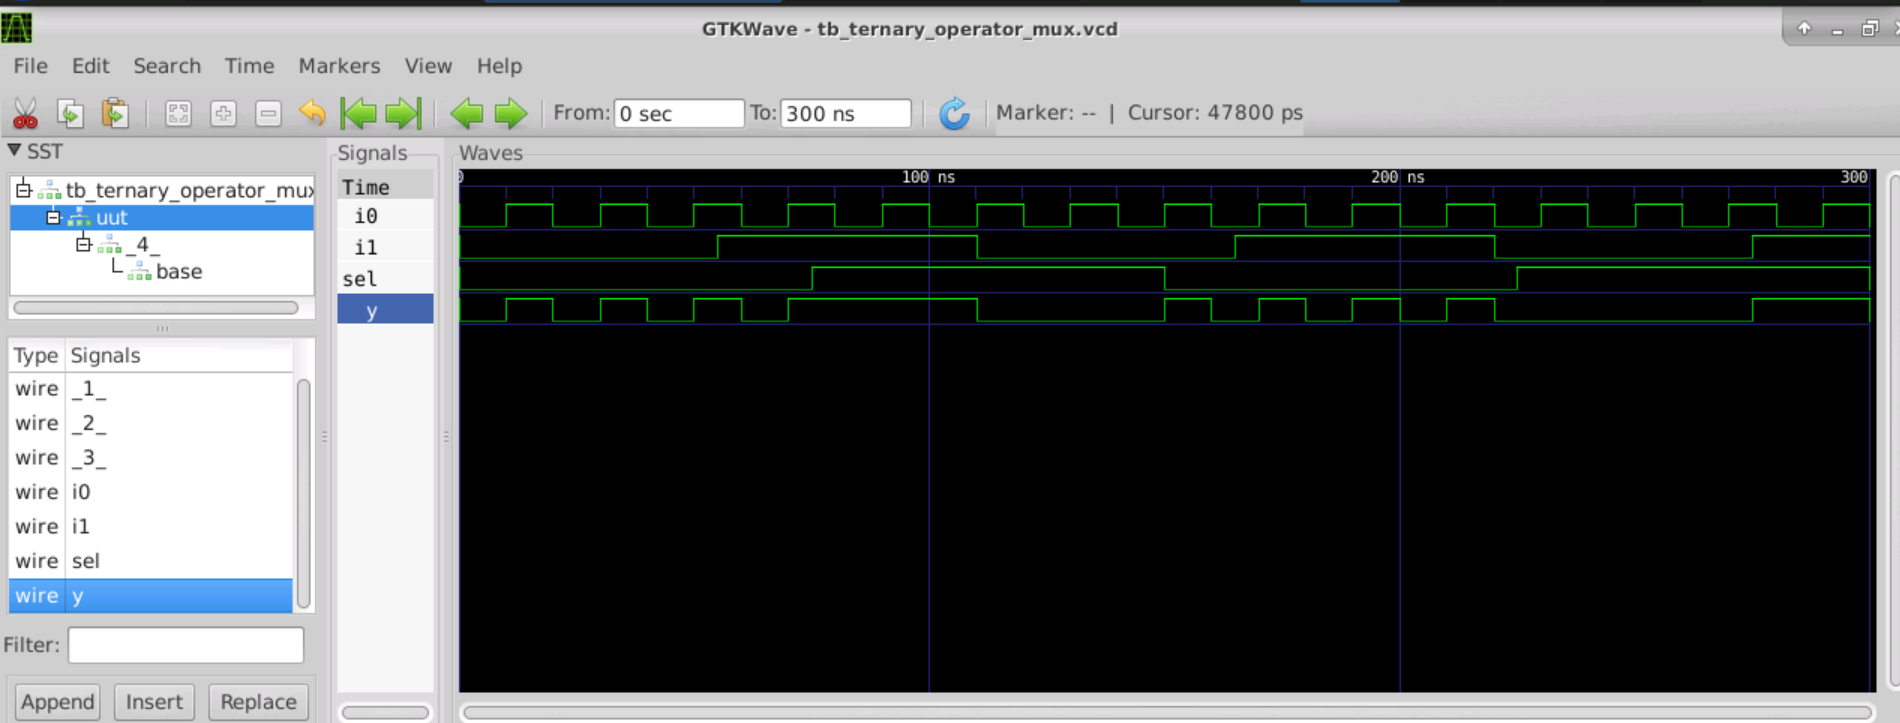 GTKWave - tb_ternary_operator_mux.vcd
File Edit Search Time Markers View Help
From: 0 sec To: 300 ns Marker: -- | Cursor: 47800 ps
SST
tb_ternary_operator_mux
uut
_4_
base
Type Signals
wire _1_
wire _2_
wire _3_
wire i0
wire i1
wire sel
wire y
Filter:
Append Insert Replace
Signals
Time
i0
i1
sel
y
Waves
0 100 ns 200 ns 300